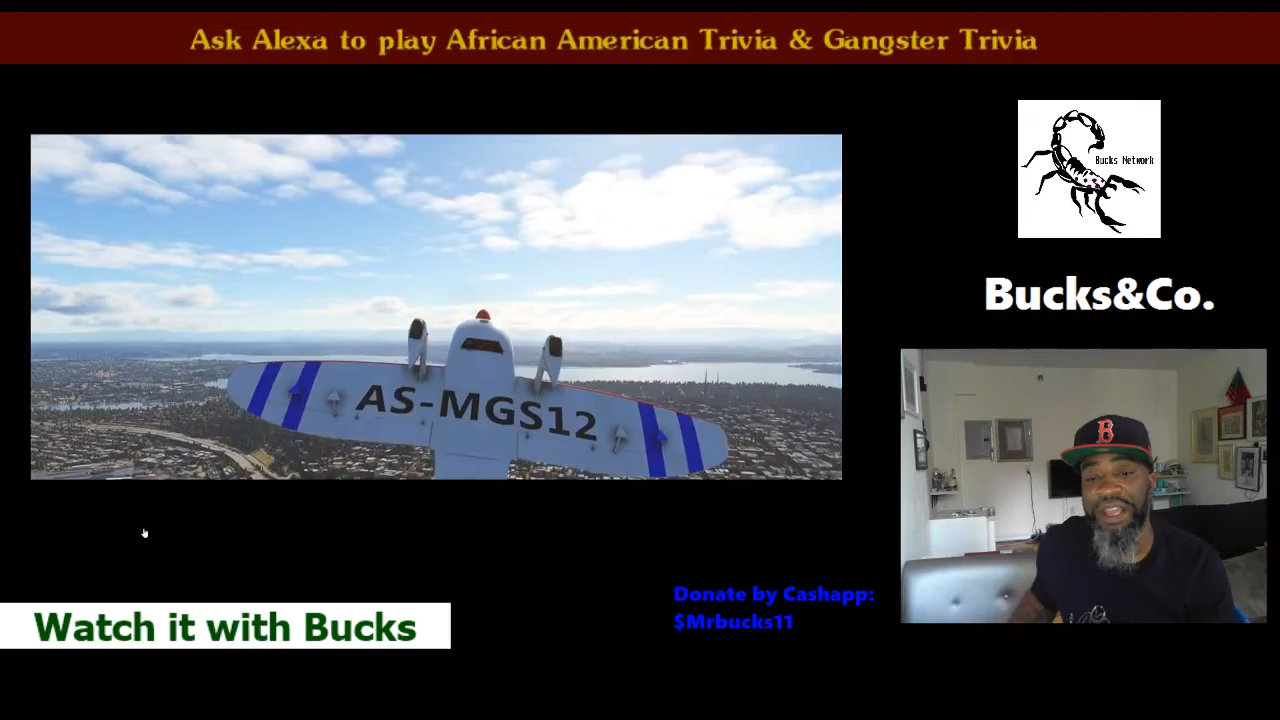 Ask Alexa to play African American Trivia & Gangster Trivia
Bucks Network
Bucks&Co.
AS-MGS12
B
Donate by Cashapp:
$Mrbucks11
Watch it with Bucks